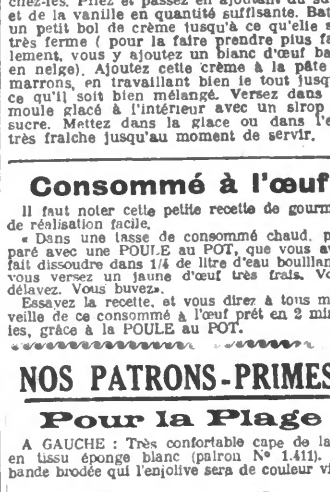 chez-les. Pilez et passez en ajoutant du su
et de la vanille en quantité suffisante. Bat
un petit bol de crème jusqu'à ce qu'elle s
très ferme ( pour la faire prendre plus fa
lement, vous y ajoutez un blanc d'œuf ba
en neige). Ajoutez cette crème à la pâte
marrons, en travaillant bien le tout jusq
ce qu'il soit bien mélangé. Versez dans
moule glacé à l'intérieur avec un sirop
sucre. Mettez dans la glace ou dans l'e
très fraîche jusqu'au moment de servir.
Consommé à l'œuf
Il faut noter cette petite recette de gourm
de réalisation facile.
« Dans une tasse de consommé chaud, p
paré avec une POULE au POT, que vous av
fait dissoudre dans 1/4 de litre d'eau bouillan
vous versez un jaune d'œuf très frais. Vo
délavez. Vous buvez».
Essayez la recette, et vous direz à tous m
veille de ce consommé à l'œuf prêt en 2 min
les, grâce à la POULE au POT.
NOS PATRONS-PRIMES
Pour la Plage
A GAUCHE : Très confortable cape de la
en tissu éponge blanc (patron N° 1.411).
bande brodée qui l'enjolive sera de couleur vi